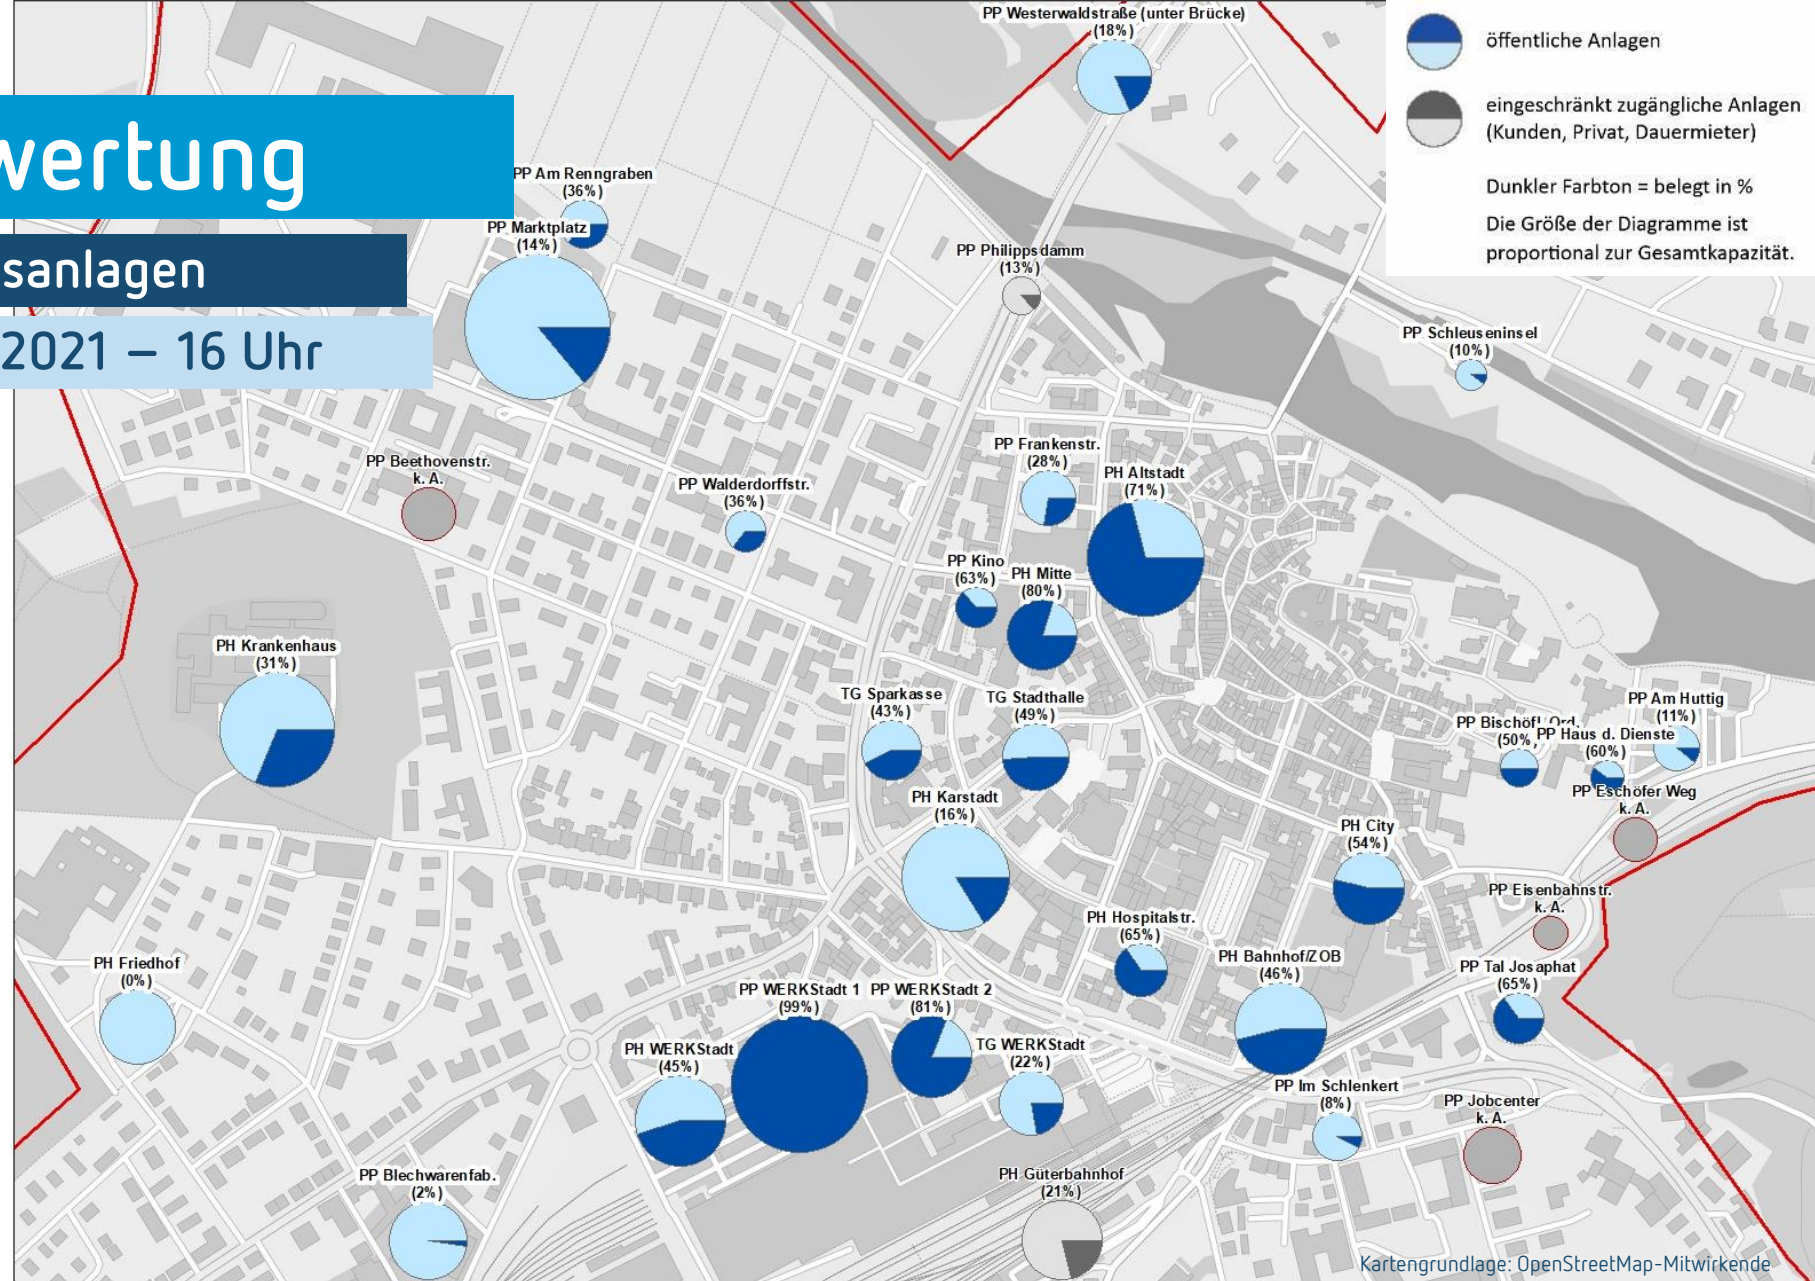 wertung
sanlagen
2021 – 16 Uhr
öffentliche Anlagen
eingeschränkt zugängliche Anlagen
(Kunden, Privat, Dauermieter)
Dunkler Farbton = belegt in %
Die Größe der Diagramme ist
proportional zur Gesamtkapazität.
PP Westerwaldstraße (unter Brücke)
(18%)
PP Am Renngraben
(36%)
PP Marktplatz
(14%)
PP Philippsdamm
(13%)
PP Schleuseninsel
(10%)
PP Beethovenstr.
k. A.
PP Walderdorffstr.
(36%)
PP Frankenstr.
(28%)
PH Altstadt
(71%)
PP Kino
(63%)
PH Mitte
(80%)
PH Krankenhaus
(31%)
TG Sparkasse
(43%)
TG Stadthalle
(49%)
PP Am Huttig
(11%)
PP Bischöfl. Ord.
(50%)
PP Haus d. Dienste
(60%)
PP Eschöfer Weg
k. A.
PH Karstadt
(16%)
PH City
(54%)
PP Eisenbahnstr.
k. A.
PH Hospitalstr.
(65%)
PH Bahnhof/ZOB
(46%)
PP Tal Josaphat
(65%)
PH Friedhof
(0%)
PP WERKStadt 1
(99%)
PP WERKStadt 2
(81%)
PH WERKStadt
(45%)
TG WERKStadt
(22%)
PP Im Schlenkert
(8%)
PP Jobcenter
k. A.
PP Blechwarenfab.
(2%)
PH Güterbahnhof
(21%)
Kartengrundlage: OpenStreetMap-Mitwirkende